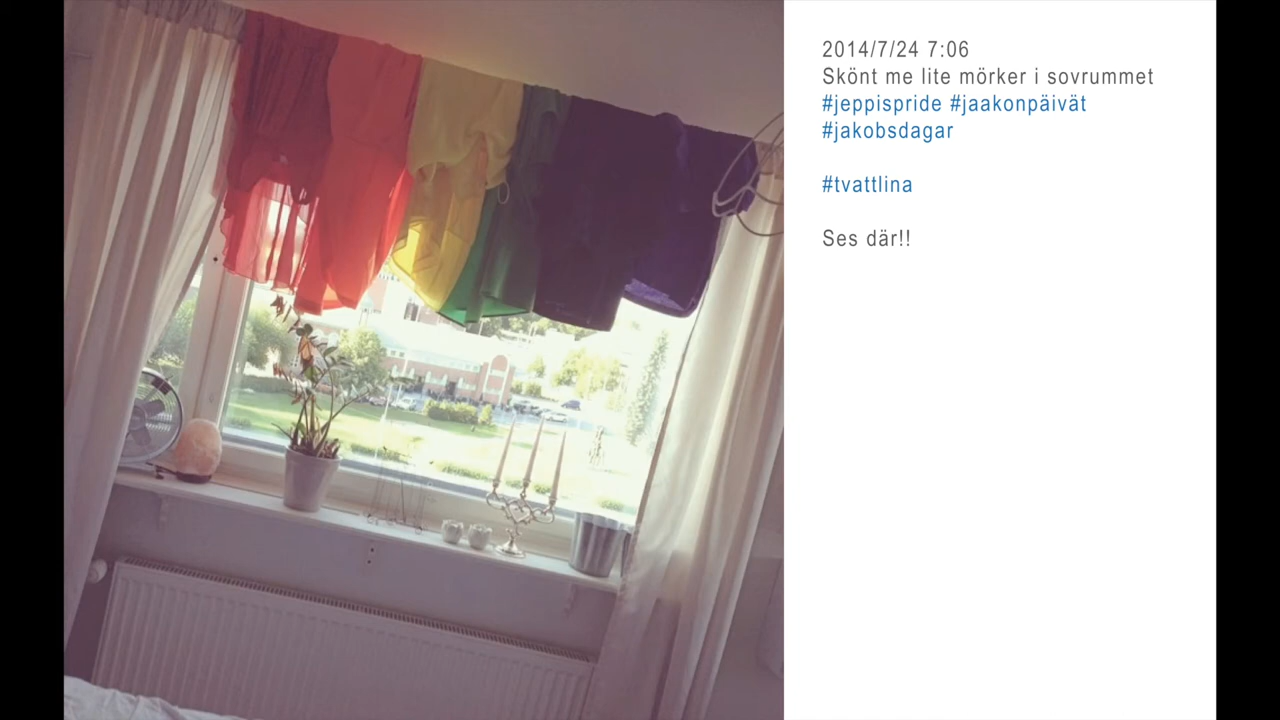 2014/7/24 7:06
Skönt me lite mörker i sovrummet
#jeppispride #jaakonpäivät
#jakobsdagar
#tvattlina
Ses där!!